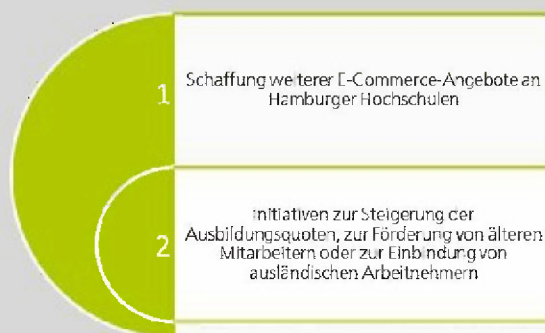 1
Schaffung weiterer E-Commerce-Angebote an
Hamburger Hochschulen
2
Initiativen zur Steigerung der
Ausbildungsquoten, zur Förderung von älteren
Mitarbeitern oder zur Einbindung von
ausländischen Arbeitnehmern